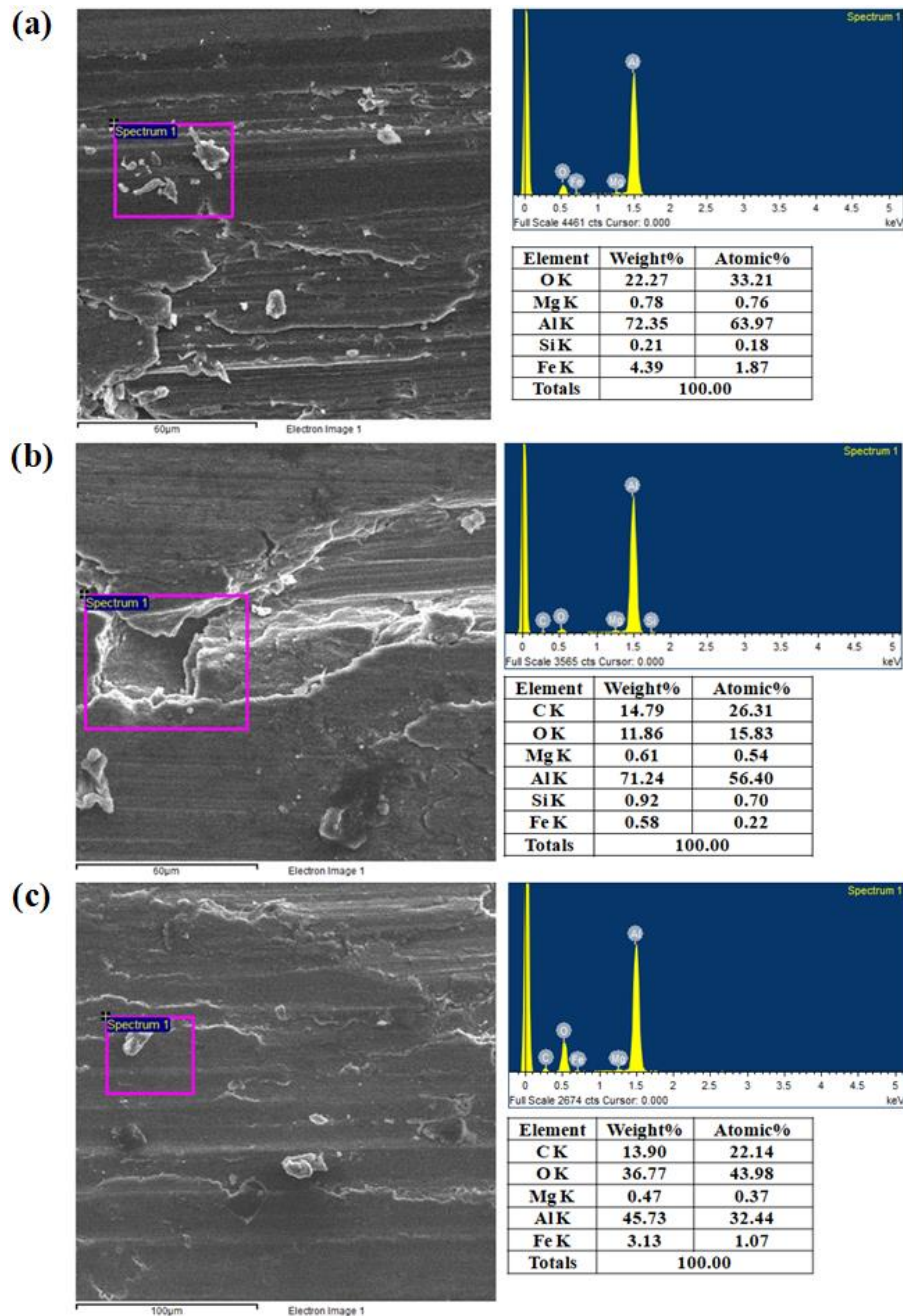 (a)
Spectrum 1
60μm
Electron Image 1
Spectrum 1
Al
O
Fe
Mg
0 0.5 1 1.5 2 2.5 3 3.5 4 4.5 5
Full Scale 4461 cts Cursor: 0.000 keV
Element Weight% Atomic%
O K 22.27 33.21
Mg K 0.78 0.76
Al K 72.35 63.97
Si K 0.21 0.18
Fe K 4.39 1.87
Totals 100.00
(b)
Spectrum 1
60μm
Electron Image 1
Spectrum 1
Al
C
O
Mg
Si
0 0.5 1 1.5 2 2.5 3 3.5 4 4.5 5
Full Scale 3565 cts Cursor: 0.000 keV
Element Weight% Atomic%
C K 14.79 26.31
O K 11.86 15.83
Mg K 0.61 0.54
Al K 71.24 56.40
Si K 0.92 0.70
Fe K 0.58 0.22
Totals 100.00
(c)
Spectrum 1
100μm
Electron Image 1
Spectrum 1
Al
O
C
Fe
Mg
0 0.5 1 1.5 2 2.5 3 3.5 4 4.5 5
Full Scale 2674 cts Cursor: 0.000 keV
Element Weight% Atomic%
C K 13.90 22.14
O K 36.77 43.98
Mg K 0.47 0.37
Al K 45.73 32.44
Fe K 3.13 1.07
Totals 100.00